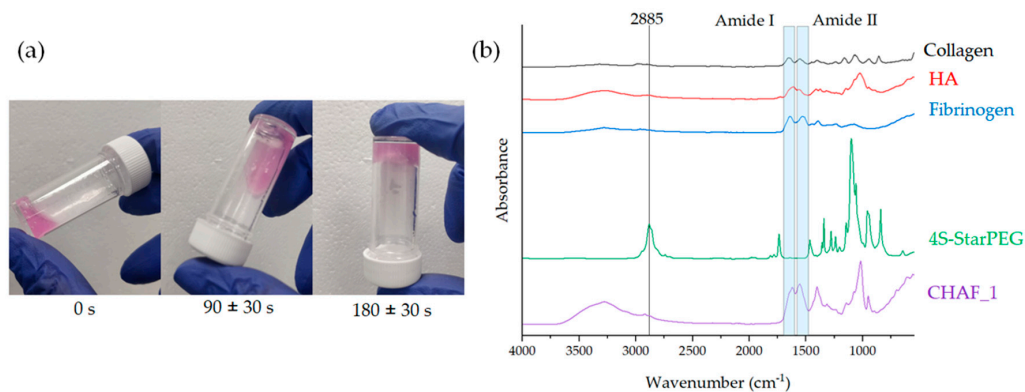 (a)
0 s
90 ± 30 s
180 ± 30 s
(b)
2885
Amide I
Amide II
Collagen
HA
Fibrinogen
4S-StarPEG
CHAF_1
Absorbance
4000
3500
3000
2500
2000
1500
1000
Wavenumber (cm⁻¹)